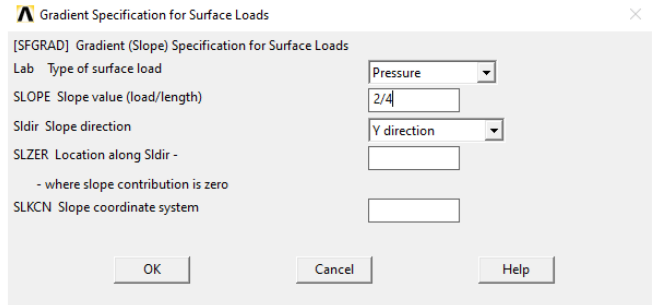 Gradient Specification for Surface Loads
[SFGRAD] Gradient (Slope) Specification for Surface Loads
Lab Type of surface load Pressure
SLOPE Slope value (load/length) 2/4
Sldir Slope direction Y direction
SLZER Location along Sldir -
- where slope contribution is zero
SLKCN Slope coordinate system
OK Cancel Help